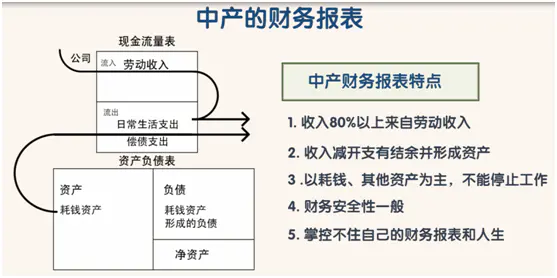 中产的财务报表
现金流量表
公司
流入
劳动收入
流出
日常生活支出
偿债支出
资产负债表
资产
耗钱资产
负债
耗钱资产
形成的负债
净资产
中产财务报表特点
1. 收入80%以上来自劳动收入
2. 收入减开支有结余并形成资产
3 .以耗钱、其他资产为主，不能停止工作
4. 财务安全性一般
5. 掌控不住自己的财务报表和人生